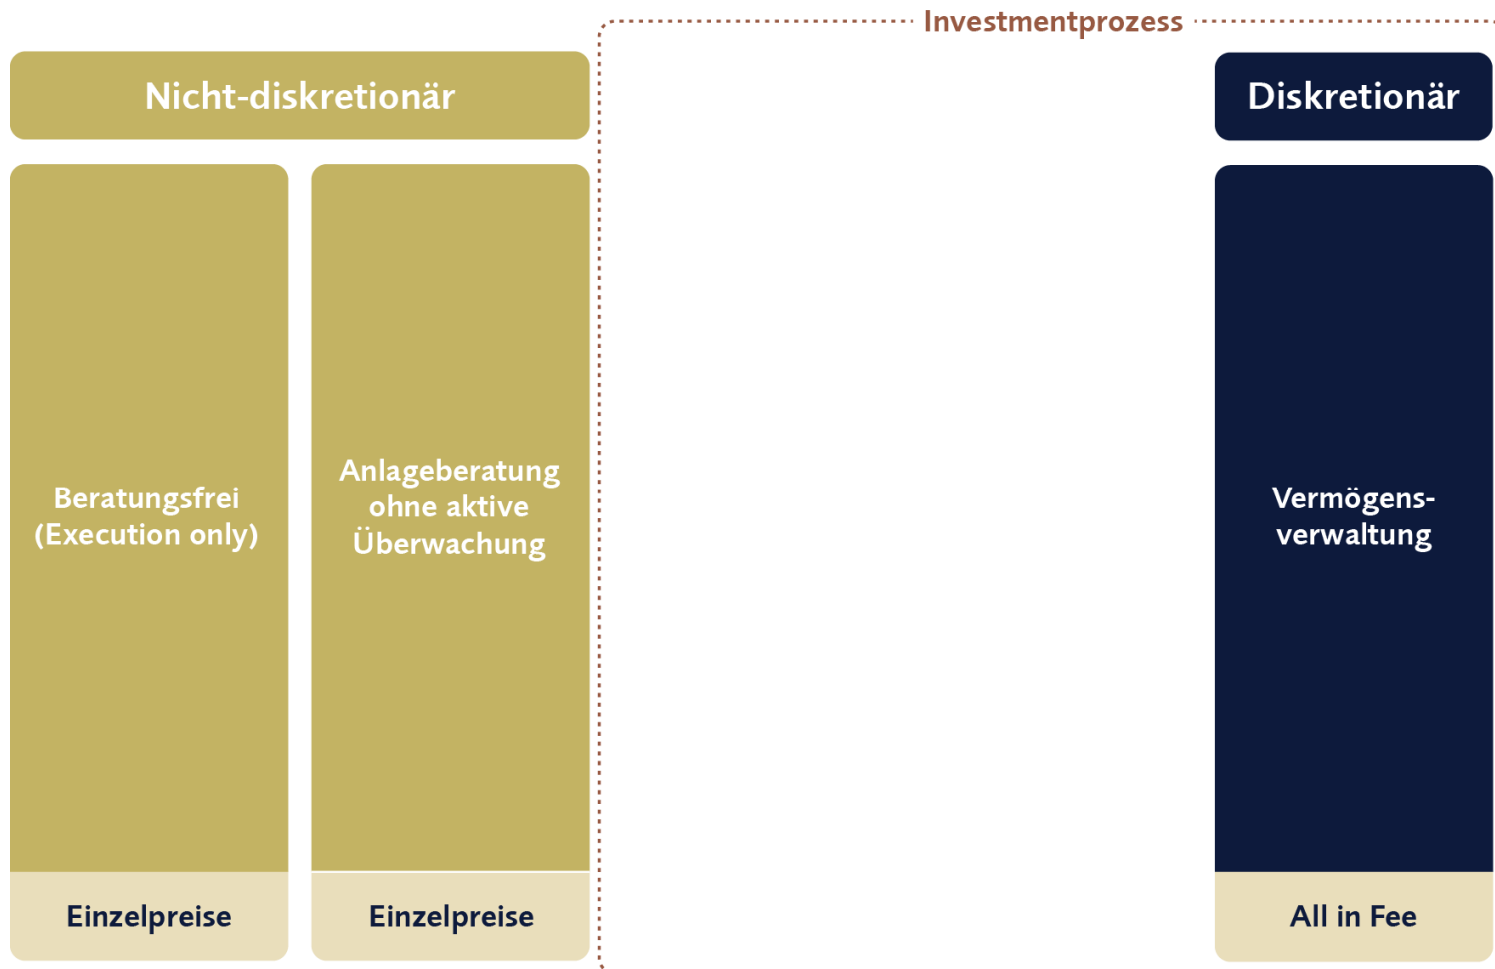 Investmentprozess
Nicht-diskretionär
Diskretionär
Beratungsfrei
(Execution only)
Anlageberatung
ohne aktive
Überwachung
Vermögens-
verwaltung
Einzelpreise
Einzelpreise
All in Fee